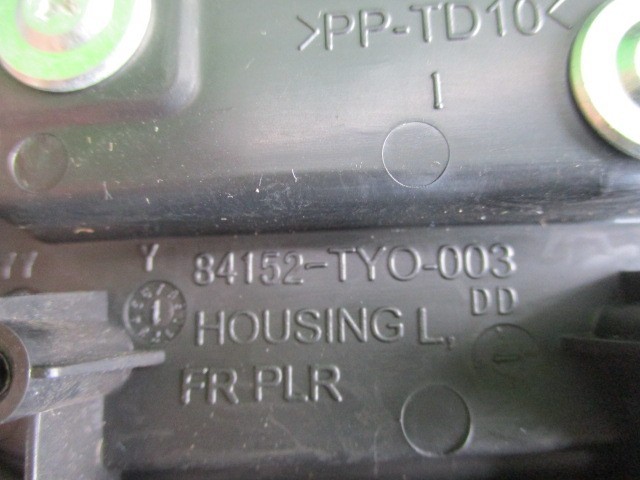 >PP-TD10<
I
Y 84152-TYO-003
DD
HOUSING L,
FR PLR